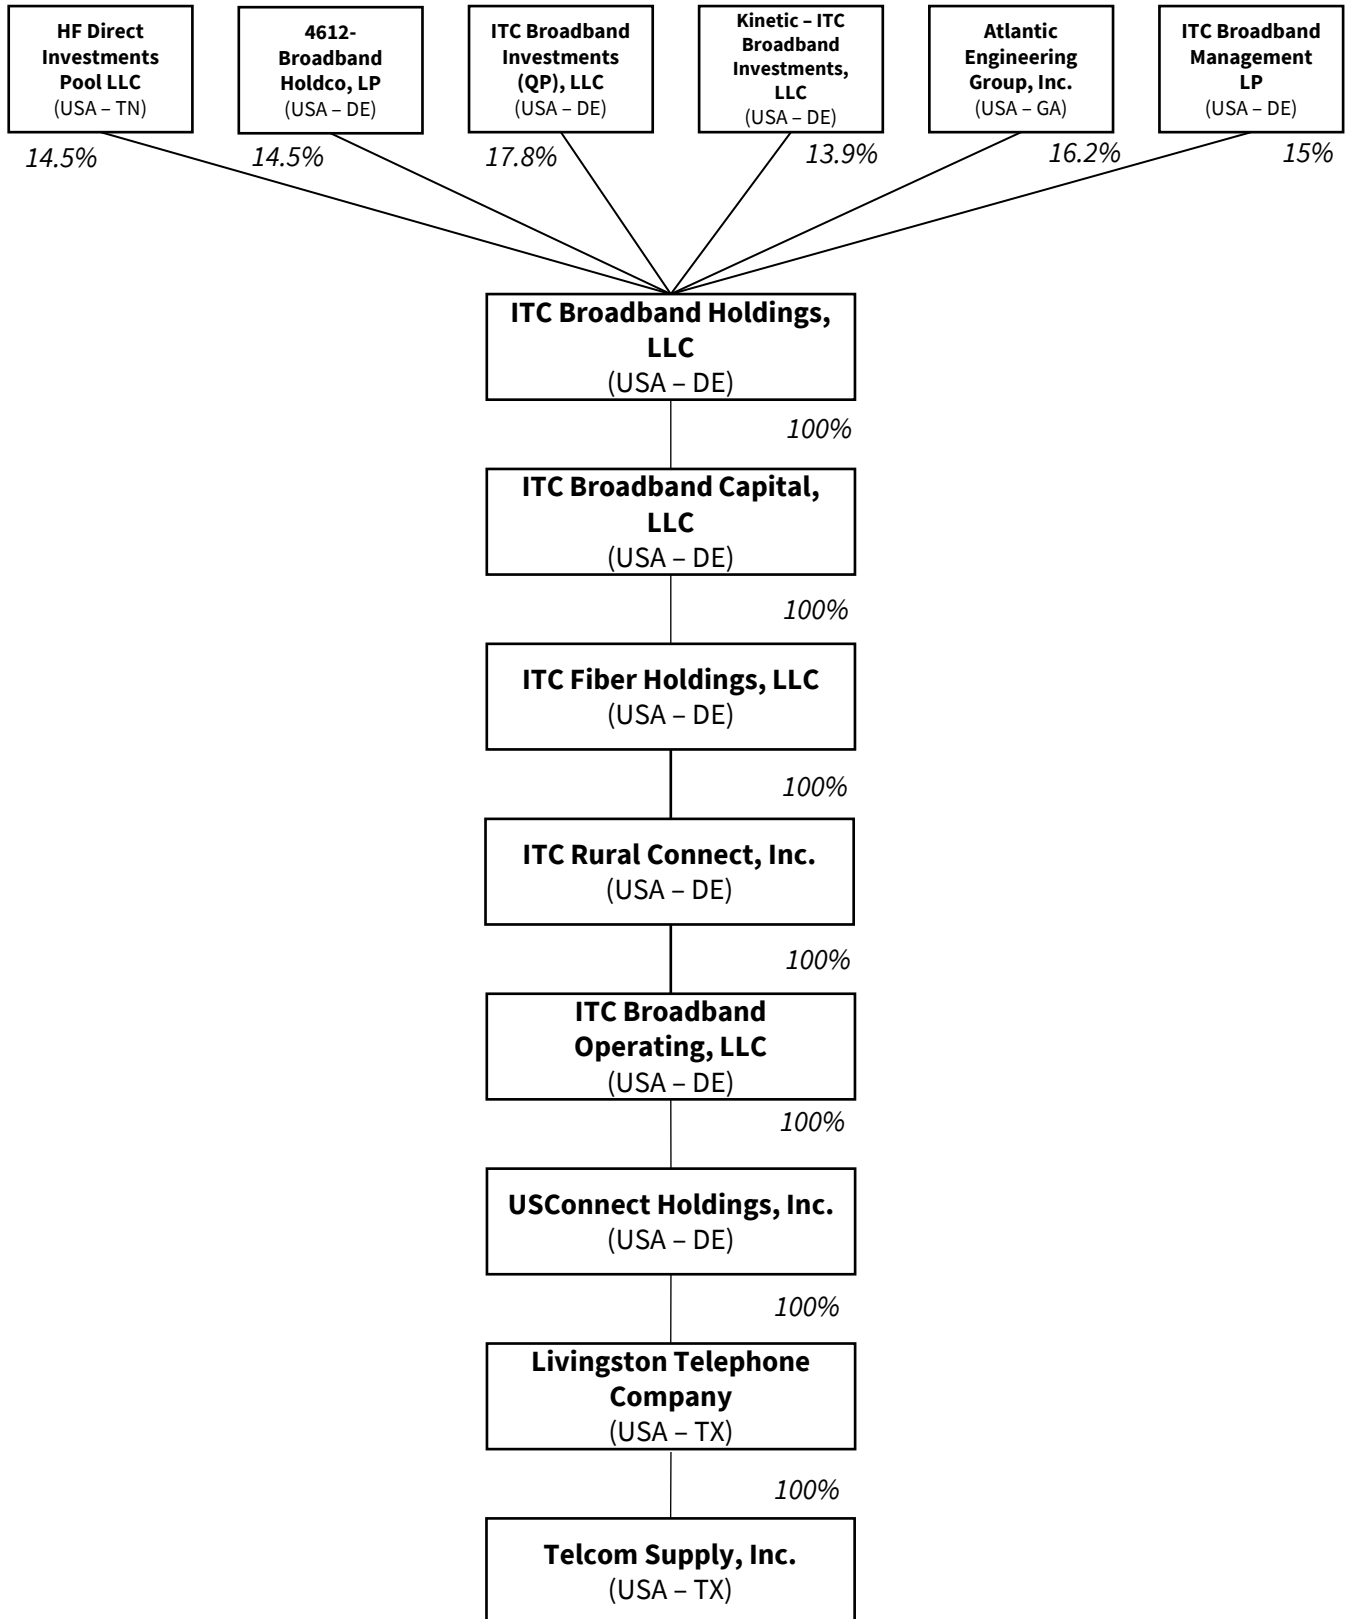 HF Direct
Investments
Pool LLC
(USA – TN)
4612-
Broadband
Holdco, LP
(USA – DE)
ITC Broadband
Investments
(QP), LLC
(USA – DE)
Kinetic – ITC
Broadband
Investments,
LLC
(USA – DE)
Atlantic
Engineering
Group, Inc.
(USA – GA)
ITC Broadband
Management
LP
(USA – DE)
14.5%
14.5%
17.8%
13.9%
16.2%
15%
ITC Broadband Holdings,
LLC
(USA – DE)
100%
ITC Broadband Capital,
LLC
(USA – DE)
100%
ITC Fiber Holdings, LLC
(USA – DE)
100%
ITC Rural Connect, Inc.
(USA – DE)
100%
ITC Broadband
Operating, LLC
(USA – DE)
100%
USConnect Holdings, Inc.
(USA – DE)
100%
Livingston Telephone
Company
(USA – TX)
100%
Telcom Supply, Inc.
(USA – TX)